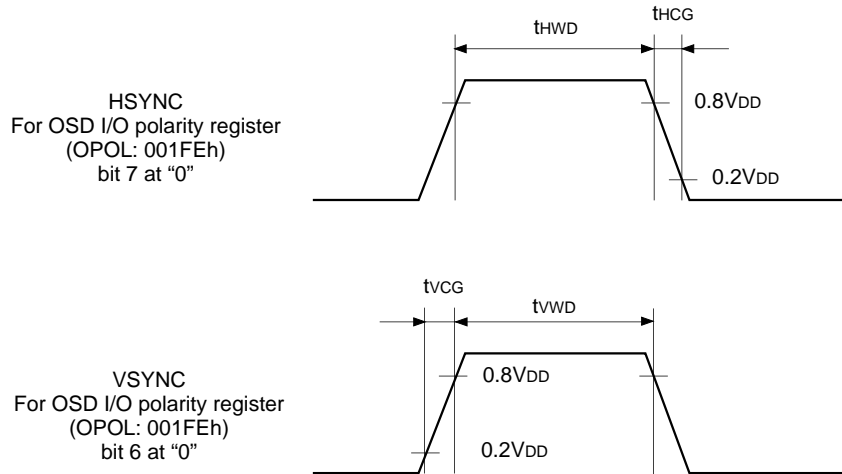 tHWD
tHCG
HSYNC
For OSD I/O polarity register
(OPOL: 001FEh)
bit 7 at “0”
0.8VDD
0.2VDD
tVCG
tVWD
VSYNC
For OSD I/O polarity register
(OPOL: 001FEh)
bit 6 at “0”
0.8VDD
0.2VDD